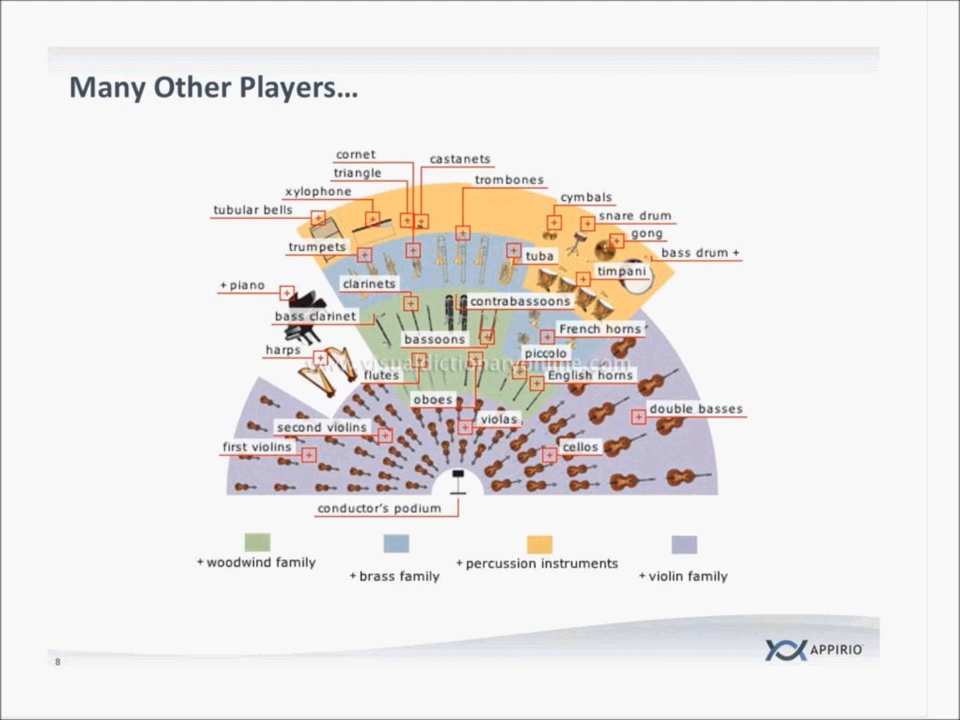 Many Other Players...
cornet
castanets
triangle
trombones
xylophone
cymbals
tubular bells
snare drum
gong
trumpets
bass drum +
tuba
timpani
+ piano
clarinets
contrabassoons
bass clarinet
French horns
bassoons
harps
piccolo
www.visualdictionaryonline.com
flutes
English horns
oboes
double basses
violas
second violins
first violins
cellos
conductor's podium
+ woodwind family
+ percussion instruments
+ brass family
+ violin family
APPIRIO
8